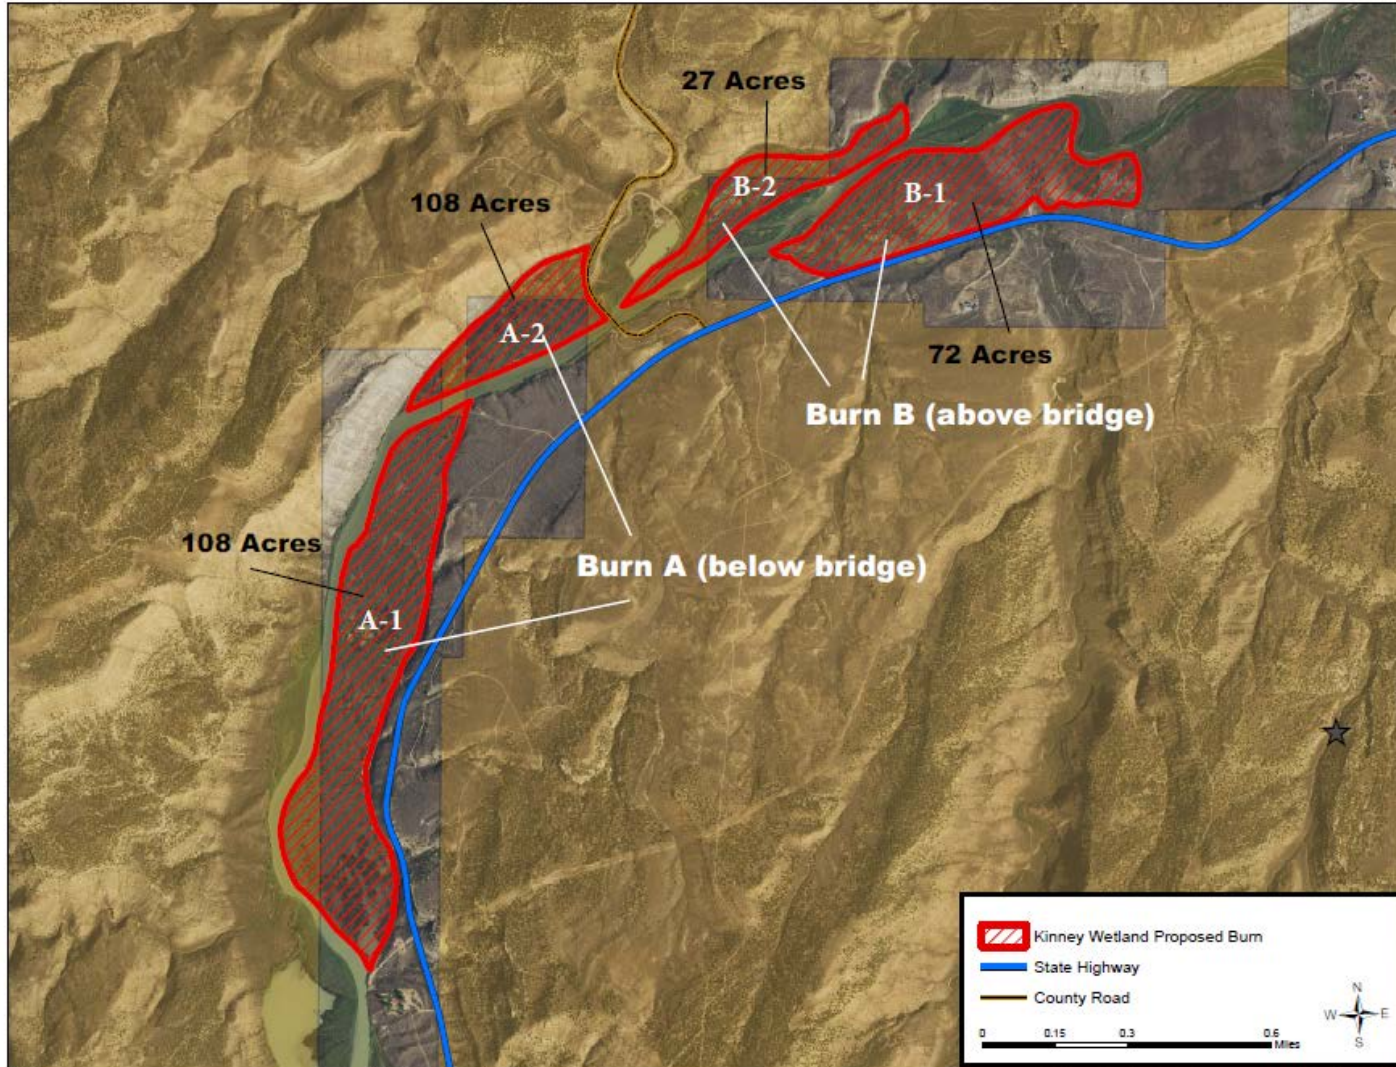 27 Acres
B-2
B-1
108 Acres
A-2
72 Acres
Burn B (above bridge)
108 Acres
Burn A (below bridge)
A-1
Kinney Wetland Proposed Burn
State Highway
County Road
N
W E
S
0 0.15 0.3 0.6
Miles